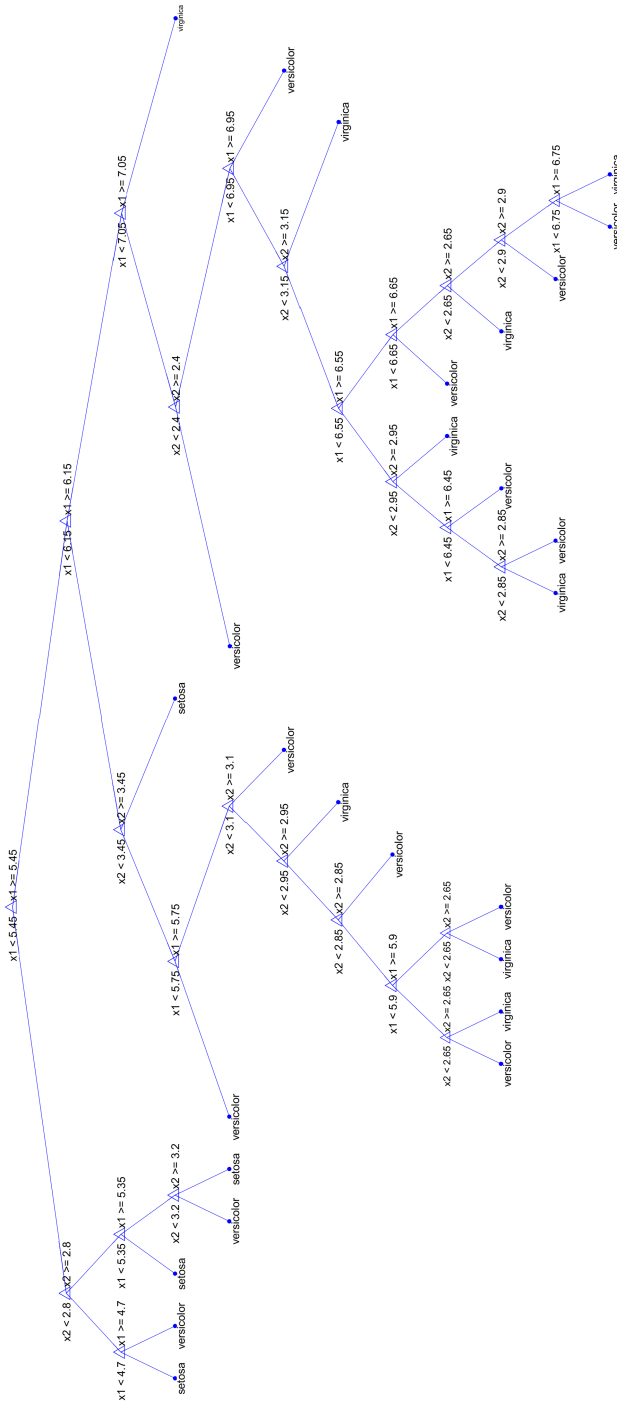 x1 < 5.45
x1 >= 5.45
x2 < 2.8
x2 >= 2.8
x1 < 6.15
x1 >= 6.15
x1 < 4.7
x1 >= 4.7
x1 < 5.35
x1 >= 5.35
x2 < 3.45
x2 >= 3.45
x1 < 7.05
x1 >= 7.05
setosa
versicolor
setosa
x2 < 3.2
x2 >= 3.2
x1 < 5.75
x1 >= 5.75
setosa
x2 < 2.4
x2 >= 2.4
virginica
versicolor
setosa
versicolor
x2 < 3.1
x2 >= 3.1
versicolor
x1 < 6.95
x1 >= 6.95
x2 < 2.95
x2 >= 2.95
versicolor
x2 < 3.15
x2 >= 3.15
versicolor
x2 < 2.85
x2 >= 2.85
virginica
x1 < 6.55
x1 >= 6.55
virginica
x1 < 5.9
x1 >= 5.9
versicolor
x2 < 2.95
x2 >= 2.95
x1 < 6.65
x1 >= 6.65
x2 < 2.65
x2 >= 2.65
x2 < 2.65
x2 >= 2.65
x1 < 6.45
x1 >= 6.45
virginica
versicolor
x2 < 2.65
x2 >= 2.65
versicolor
virginica
virginica
versicolor
x2 < 2.85
x2 >= 2.85
versicolor
virginica
x2 < 2.9
x2 >= 2.9
virginica
versicolor
versicolor
x1 < 6.75
x1 >= 6.75
versicolor
virginica